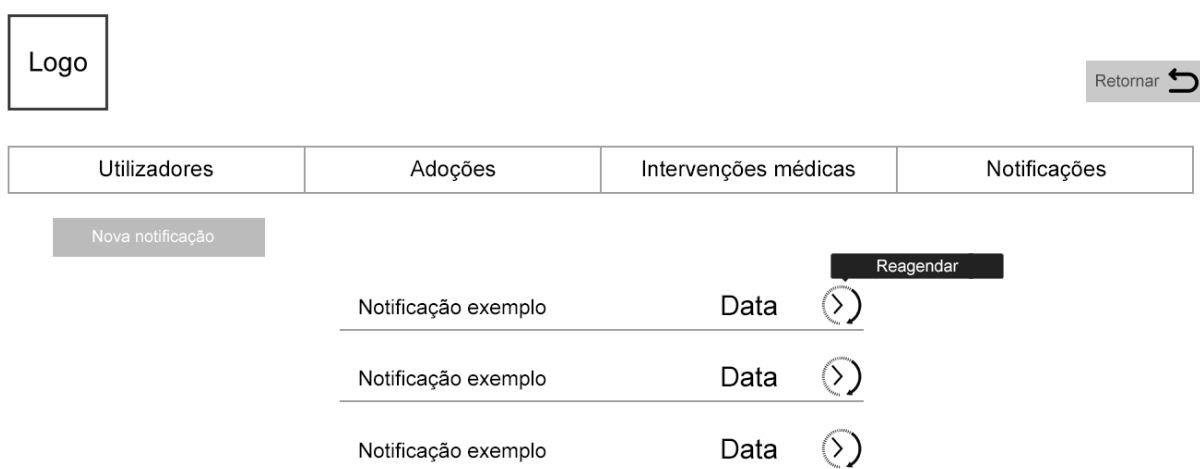 Logo
Retornar
Utilizadores Adoções Intervenções médicas Notificações
Nova notificação
Reagendar
Notificação exemplo Data
Notificação exemplo Data
Notificação exemplo Data